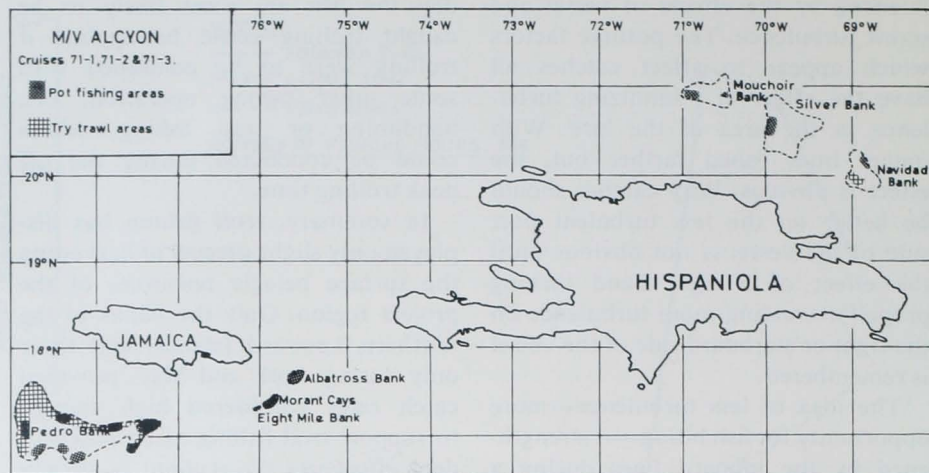 76°W 75° 74° 73° 72° 71° 70° 69°
M/V ALCYON
Cruises 71-1, 71-2 & 71-3.
Pot fishing areas
Try trawl areas
Mouchoir
Bank
Silver Bank
20°N
Navidad
Bank
19°N
HISPANIOLA
JAMAICA
18°N
Albatross Bank
Morant Cays
Eight Mile Bank
Pedro Bank